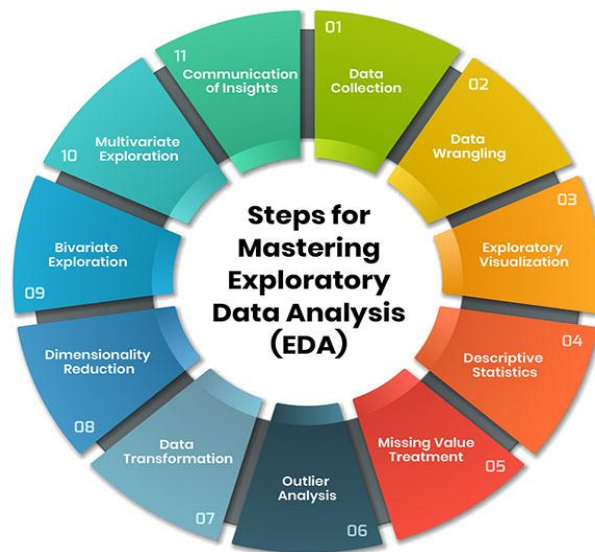 Steps for
Mastering
Exploratory
Data Analysis
(EDA)
01
Data
Collection
02
Data
Wrangling
03
Exploratory
Visualization
04
Descriptive
Statistics
Missing Value
Treatment
05
Outlier
Analysis
06
Data
Transformation
07
Dimensionality
Reduction
08
Bivariate
Exploration
09
Multivariate
Exploration
10
11
Communication
of Insights